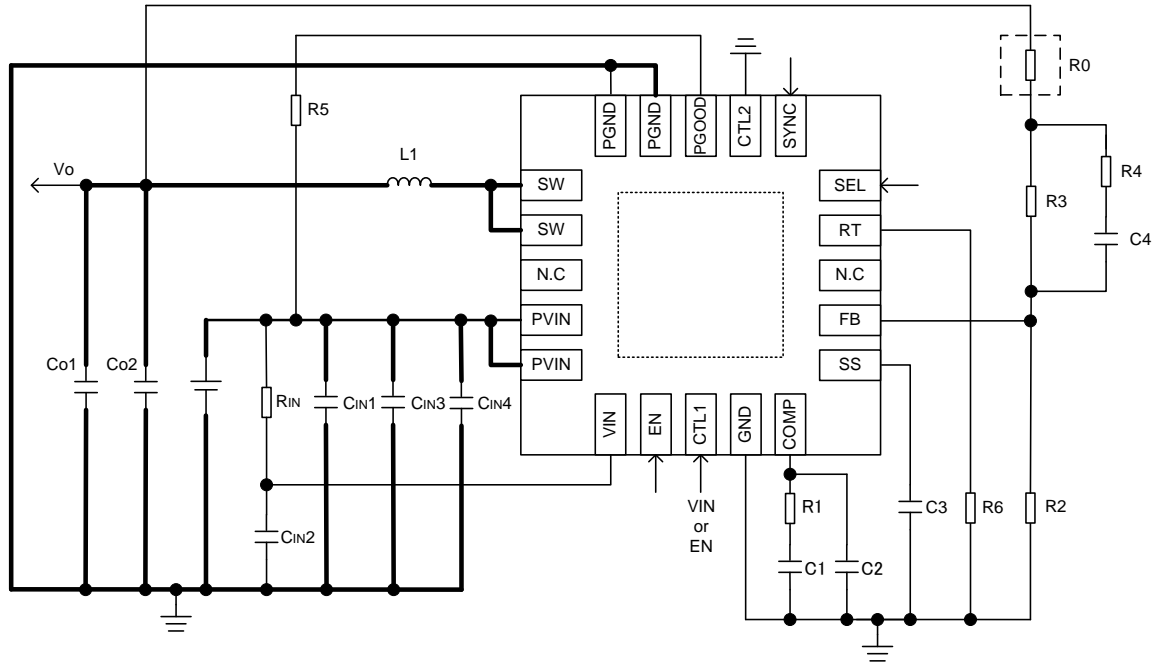 R0
R5
PGND
PGND
PGOOD
CTL2
SYNC
L1
R4
Vo
SW
SEL
R3
SW
RT
C4
N.C
N.C
PVIN
FB
Co1
Co2
PVIN
SS
RIN
CIN1
CIN3
CIN4
VIN
EN
CTL1
GND
COMP
VIN
or
EN
R1
C3
R6
R2
CIN2
C1
C2